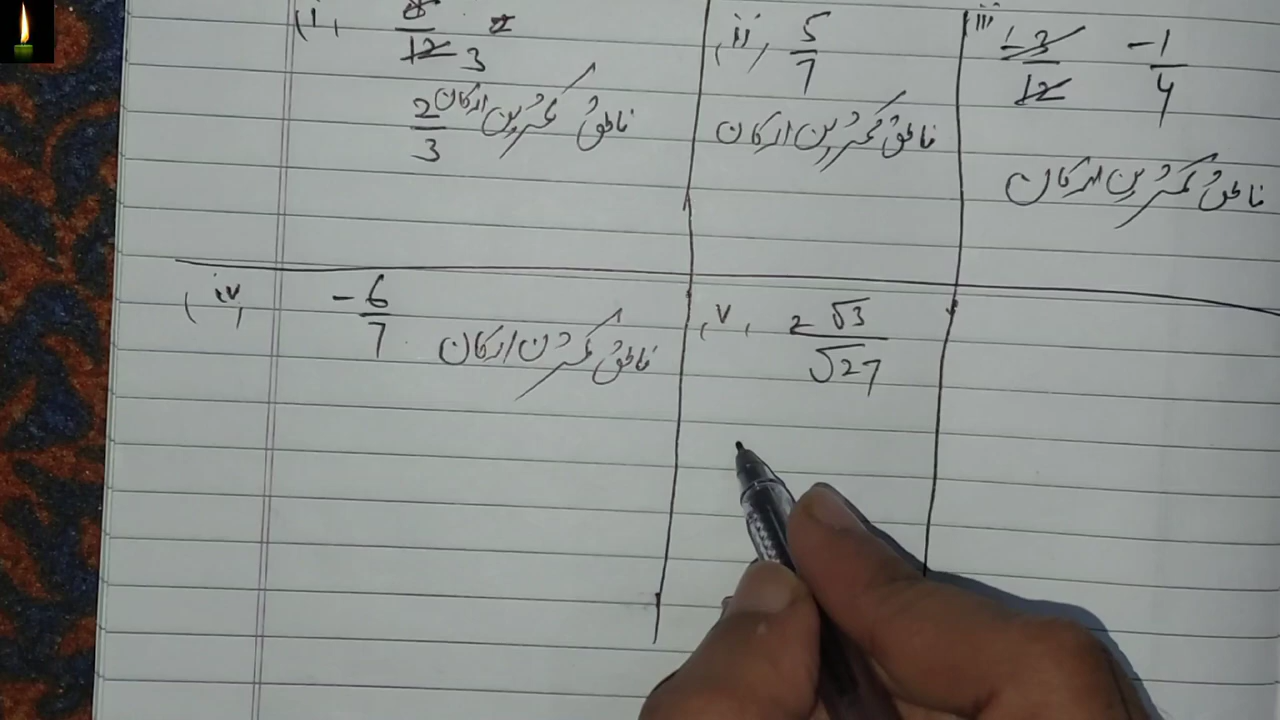 (i) 8/12 2 3
2/3 ناطق کمترین ارکان
(ii) 5/7
ناطق کمترین ارکان
iii -3/12 -1/4
ناطق کمترین ارکان
(iv) -6/7 ناطق کمترین ارکان
(v) 2√3/√27